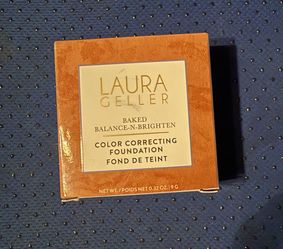 LAURA
GELLER
BAKED
BALANCE-N-BRIGHTEN
COLOR CORRECTING
FOUNDATION
FOND DE TEINT
NET WT./POIDS NET 0.32 OZ. | 9 G